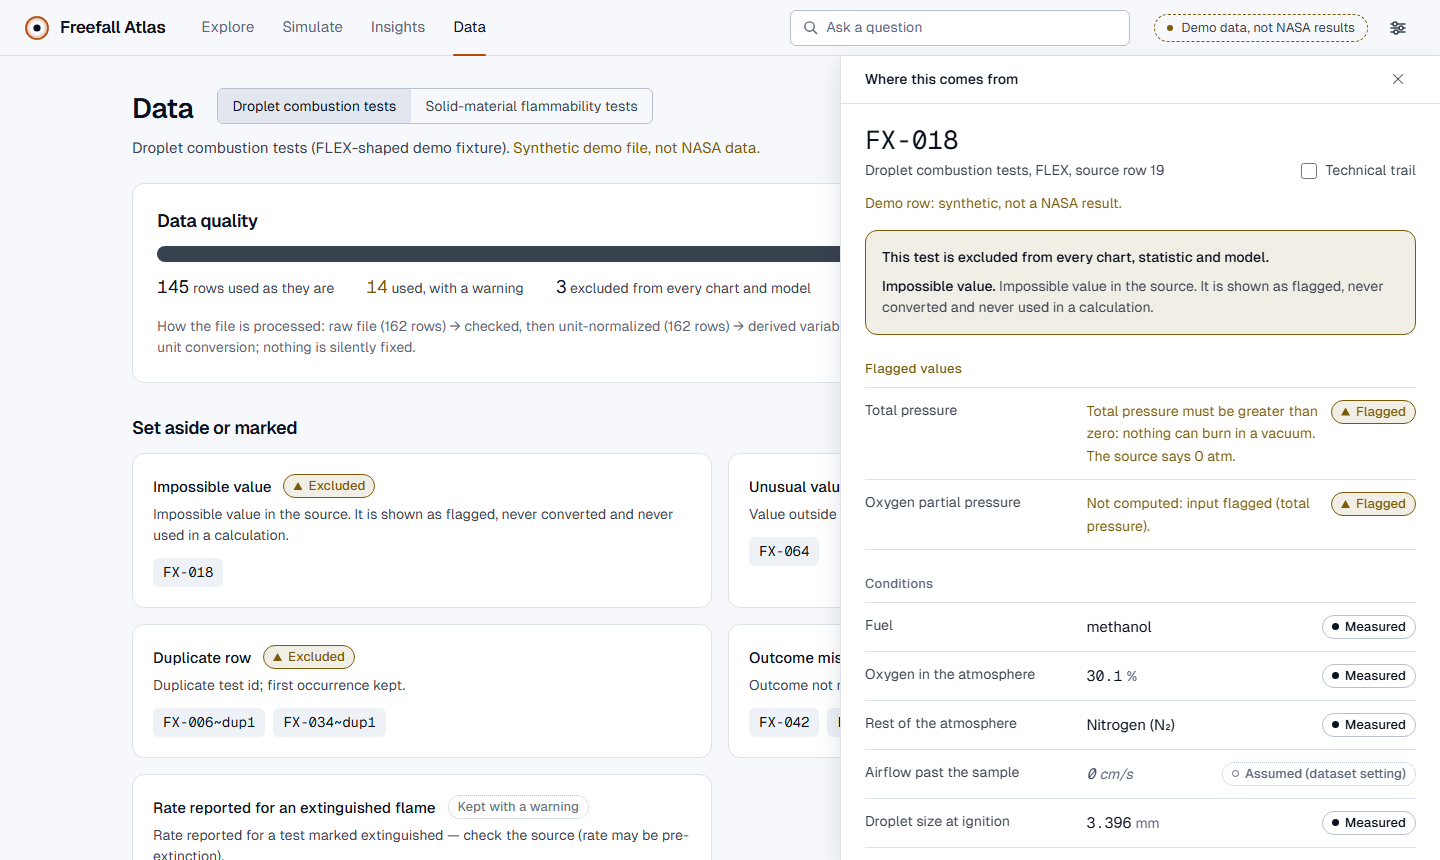 Freefall Atlas
Explore
Simulate
Insights
Data
Ask a question
Demo data, not NASA results
Data
Droplet combustion tests
Solid-material flammability tests
Droplet combustion tests (FLEX-shaped demo fixture). Synthetic demo file, not NASA data.
Data quality
145 rows used as they are
14 used, with a warning
3 excluded from every chart and model
How the file is processed: raw file (162 rows) → checked, then unit-normalized (162 rows) → derived
unit conversion; nothing is silently fixed.
Set aside or marked
Impossible value
Excluded
Impossible value in the source. It is shown as flagged, never converted and never
used in a calculation.
FX-018
Unusual
Value outside
FX-064
Duplicate row
Excluded
Duplicate test id; first occurrence kept.
FX-006~dup1
FX-034~dup1
Outcome
Outcome not
FX-042
Rate reported for an extinguished flame
Kept with a warning
Rate reported for a test marked extinguished — check the source (rate may be pre-
extinction).
Where this comes from
FX-018
Droplet combustion tests, FLEX, source row 19
Technical trail
Demo row: synthetic, not a NASA result.
This test is excluded from every chart, statistic and model.
Impossible value. Impossible value in the source. It is shown as flagged, never
converted and never used in a calculation.
Flagged values
Total pressure
Total pressure must be greater than
zero: nothing can burn in a vacuum.
The source says 0 atm.
Flagged
Oxygen partial pressure
Not computed: input flagged (total
pressure).
Flagged
Conditions
Fuel
methanol
Measured
Oxygen in the atmosphere
30.1 %
Measured
Rest of the atmosphere
Nitrogen (N₂)
Measured
Airflow past the sample
0 cm/s
Assumed (dataset setting)
Droplet size at ignition
3.396 mm
Measured